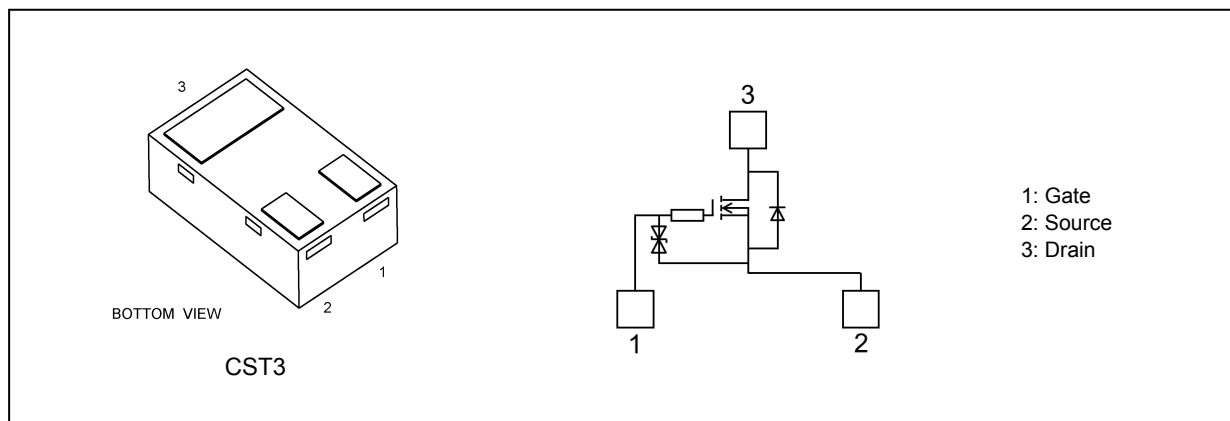 3
1
2
BOTTOM VIEW
CST3
3
1
2
1: Gate
2: Source
3: Drain